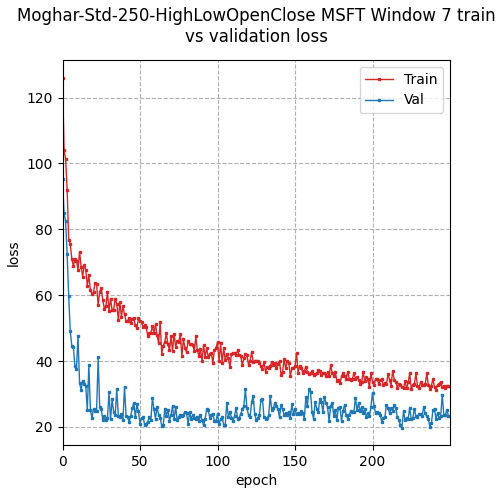 Moghar-Std-250-HighLowOpenClose MSFT Window 7 train
vs validation loss
Train
Val
120
100
80
60
40
20
loss
0
50
100
150
200
epoch